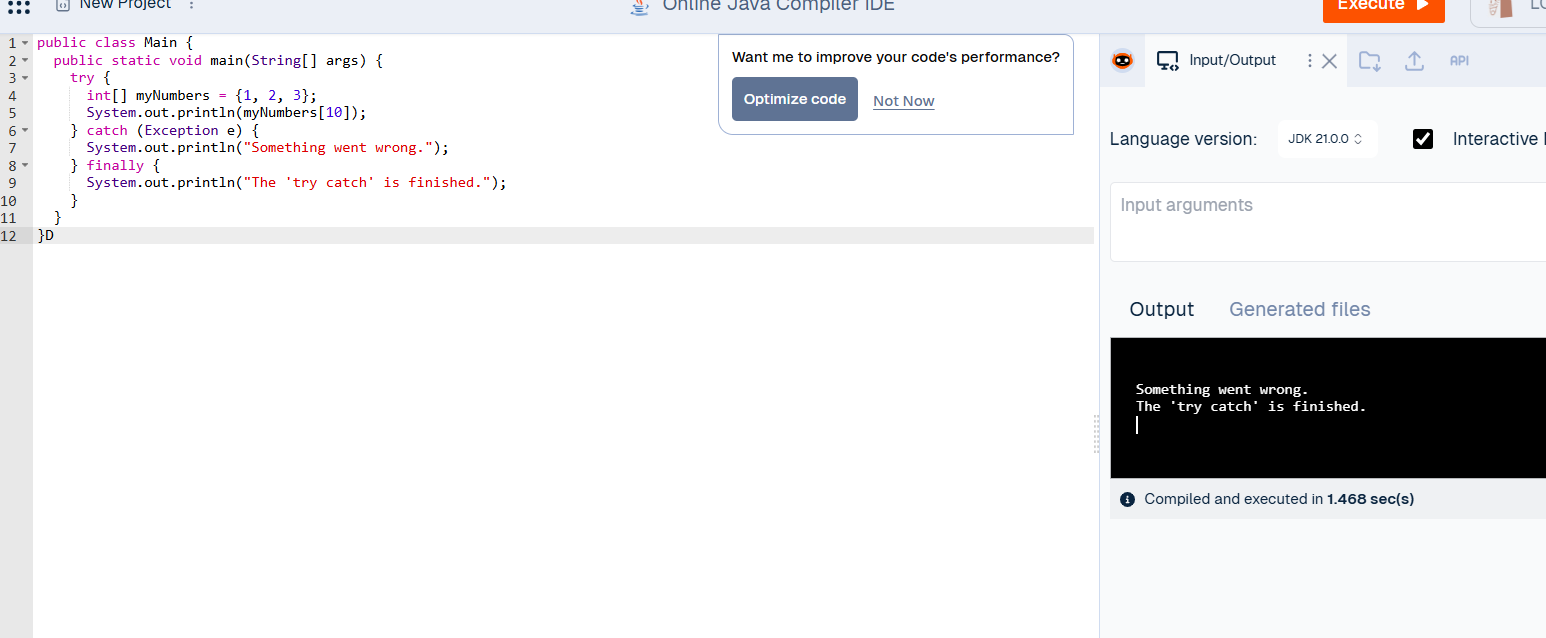 New Project
Online Java Compiler IDE
Execute
1 public class Main {
2 public static void main(String[] args) {
3 try {
4 int[] myNumbers = {1, 2, 3};
5 System.out.println(myNumbers[10]);
6 } catch (Exception e) {
7 System.out.println("Something went wrong.");
8 } finally {
9 System.out.println("The 'try catch' is finished.");
10 }
11 }
12 }D
Want me to improve your code's performance?
Optimize code Not Now
Input/Output
API
Language version: JDK 21.0.0 Interactive
Input arguments
Output Generated files
Something went wrong.
The 'try catch' is finished.
Compiled and executed in 1.468 sec(s)